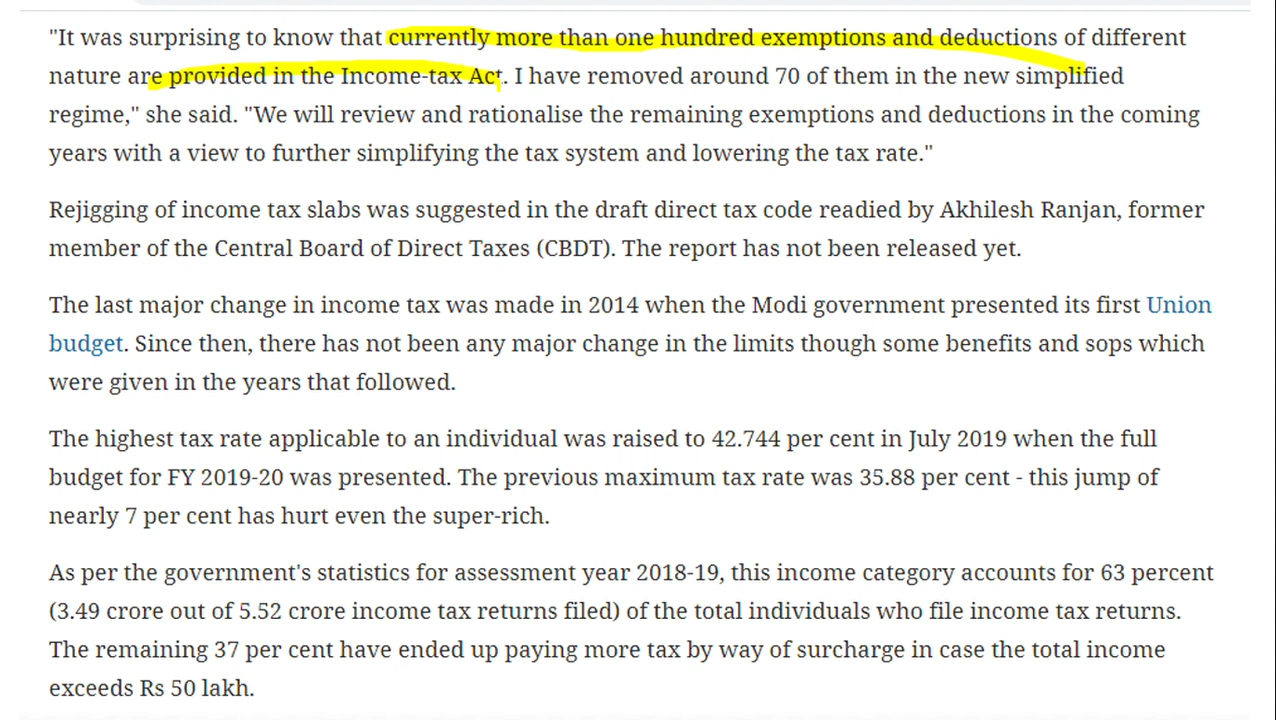 "It was surprising to know that currently more than one hundred exemptions and deductions of different
nature are provided in the Income-tax Act. I have removed around 70 of them in the new simplified
regime," she said. "We will review and rationalise the remaining exemptions and deductions in the coming
years with a view to further simplifying the tax system and lowering the tax rate."
Rejigging of income tax slabs was suggested in the draft direct tax code readied by Akhilesh Ranjan, former
member of the Central Board of Direct Taxes (CBDT). The report has not been released yet.
The last major change in income tax was made in 2014 when the Modi government presented its first Union
budget. Since then, there has not been any major change in the limits though some benefits and sops which
were given in the years that followed.
The highest tax rate applicable to an individual was raised to 42.744 per cent in July 2019 when the full
budget for FY 2019-20 was presented. The previous maximum tax rate was 35.88 per cent - this jump of
nearly 7 per cent has hurt even the super-rich.
As per the government's statistics for assessment year 2018-19, this income category accounts for 63 percent
(3.49 crore out of 5.52 crore income tax returns filed) of the total individuals who file income tax returns.
The remaining 37 per cent have ended up paying more tax by way of surcharge in case the total income
exceeds Rs 50 lakh.